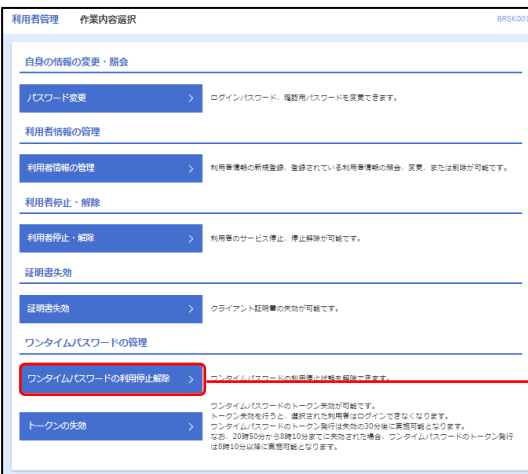 利用者管理 作業内容選択 BRSK001
自身の情報の変更・照会
パスワード変更 ログインパスワード、確認用パスワードを変更できます。
利用者情報の管理
利用者情報の管理 利用者情報の新規登録、登録されている利用者情報の照会、変更、または削除が可能です。
利用者停止・解除
利用者停止・解除 利用者のサービス停止、停止解除が可能です。
証明書失効
証明書失効 クライアント証明書の失効が可能です。
ワンタイムパスワードの管理
ワンタイムパスワードの利用停止解除 ワンタイムパスワードの利用停止状態を解除できます。
ワンタイムパスワードのトークン失効が可能です。
トークン失効を行うと、選択された利用者はログインできなくなります。
トークンの失効 ワンタイムパスワードのトークン発行は失効の30分後に実施可能となります。
なお、20時50分から8時10分までに失効された場合、ワンタイムパスワードのトークン発行
は8時10分以降に実施可能となります。